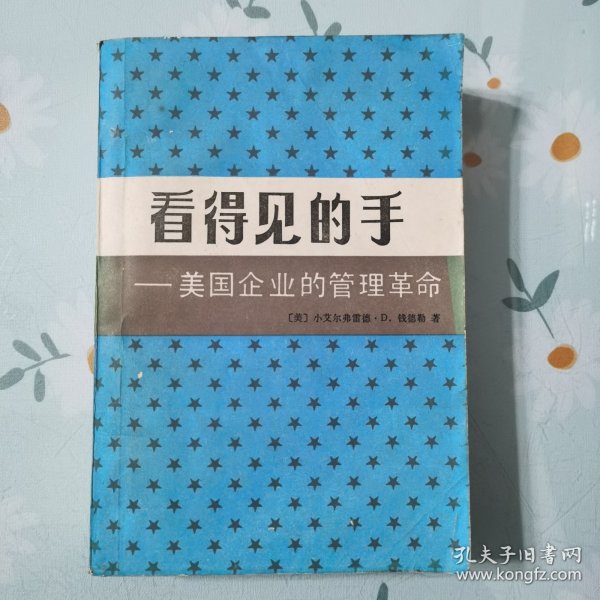 看得见的手
——美国企业的管理革命
〔美〕小艾尔弗雷德·D.钱德勒 著
孔夫子旧书网
www.kongfz.com